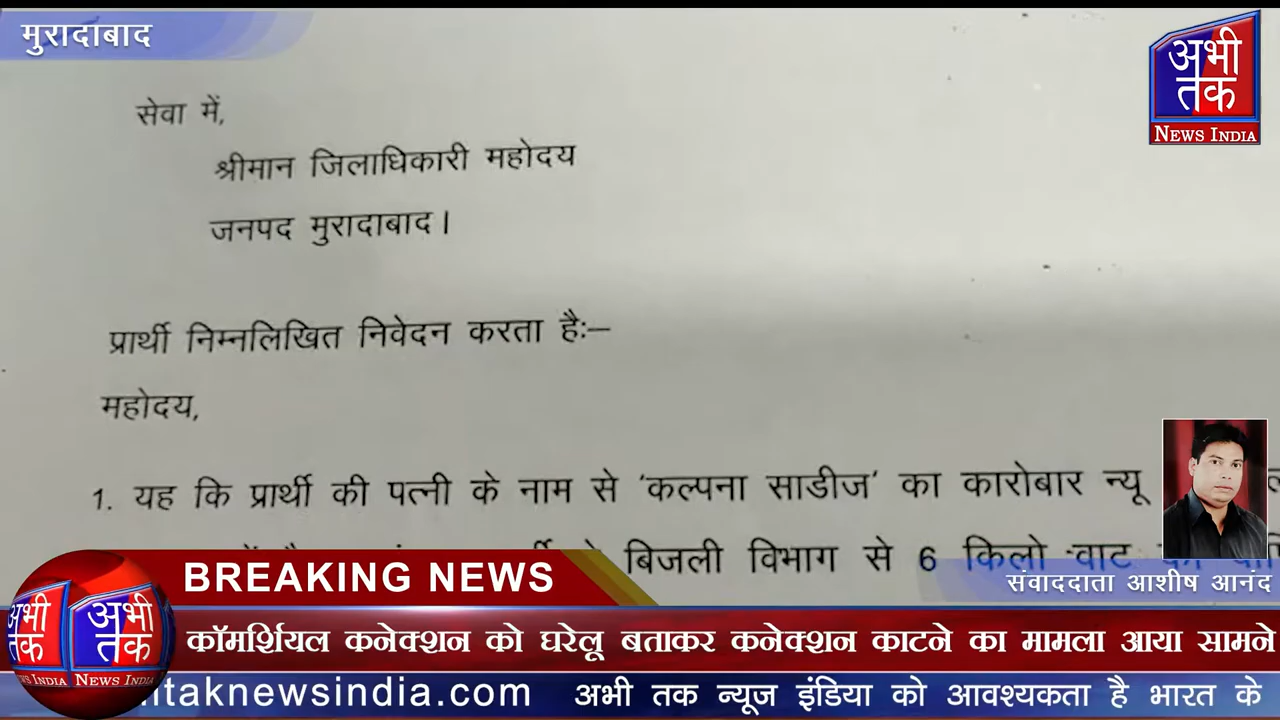 मुरादाबाद
अभी
तक
NEWS INDIA
सेवा में,
श्रीमान जिलाधिकारी महोदय
जनपद मुरादाबाद।
प्रार्थी निम्नलिखित निवेदन करता हैः–
महोदय,
1. यह कि प्रार्थी की पत्नी के नाम से ‘कल्पना साडीज’ का कारोबार न्यू
बिजली विभाग से 6 किलो वाट
संवाददाता आशीष आनंद
BREAKING NEWS
अभी तक
अभी तक
NEWS INDIA
NEWS INDIA
कॉमर्शियल कनेक्शन को घरेलू बताकर कनेक्शन काटने का मामला आया सामने
taknewsindia.com अभी तक न्यूज इंडिया को आवश्यकता है भारत के